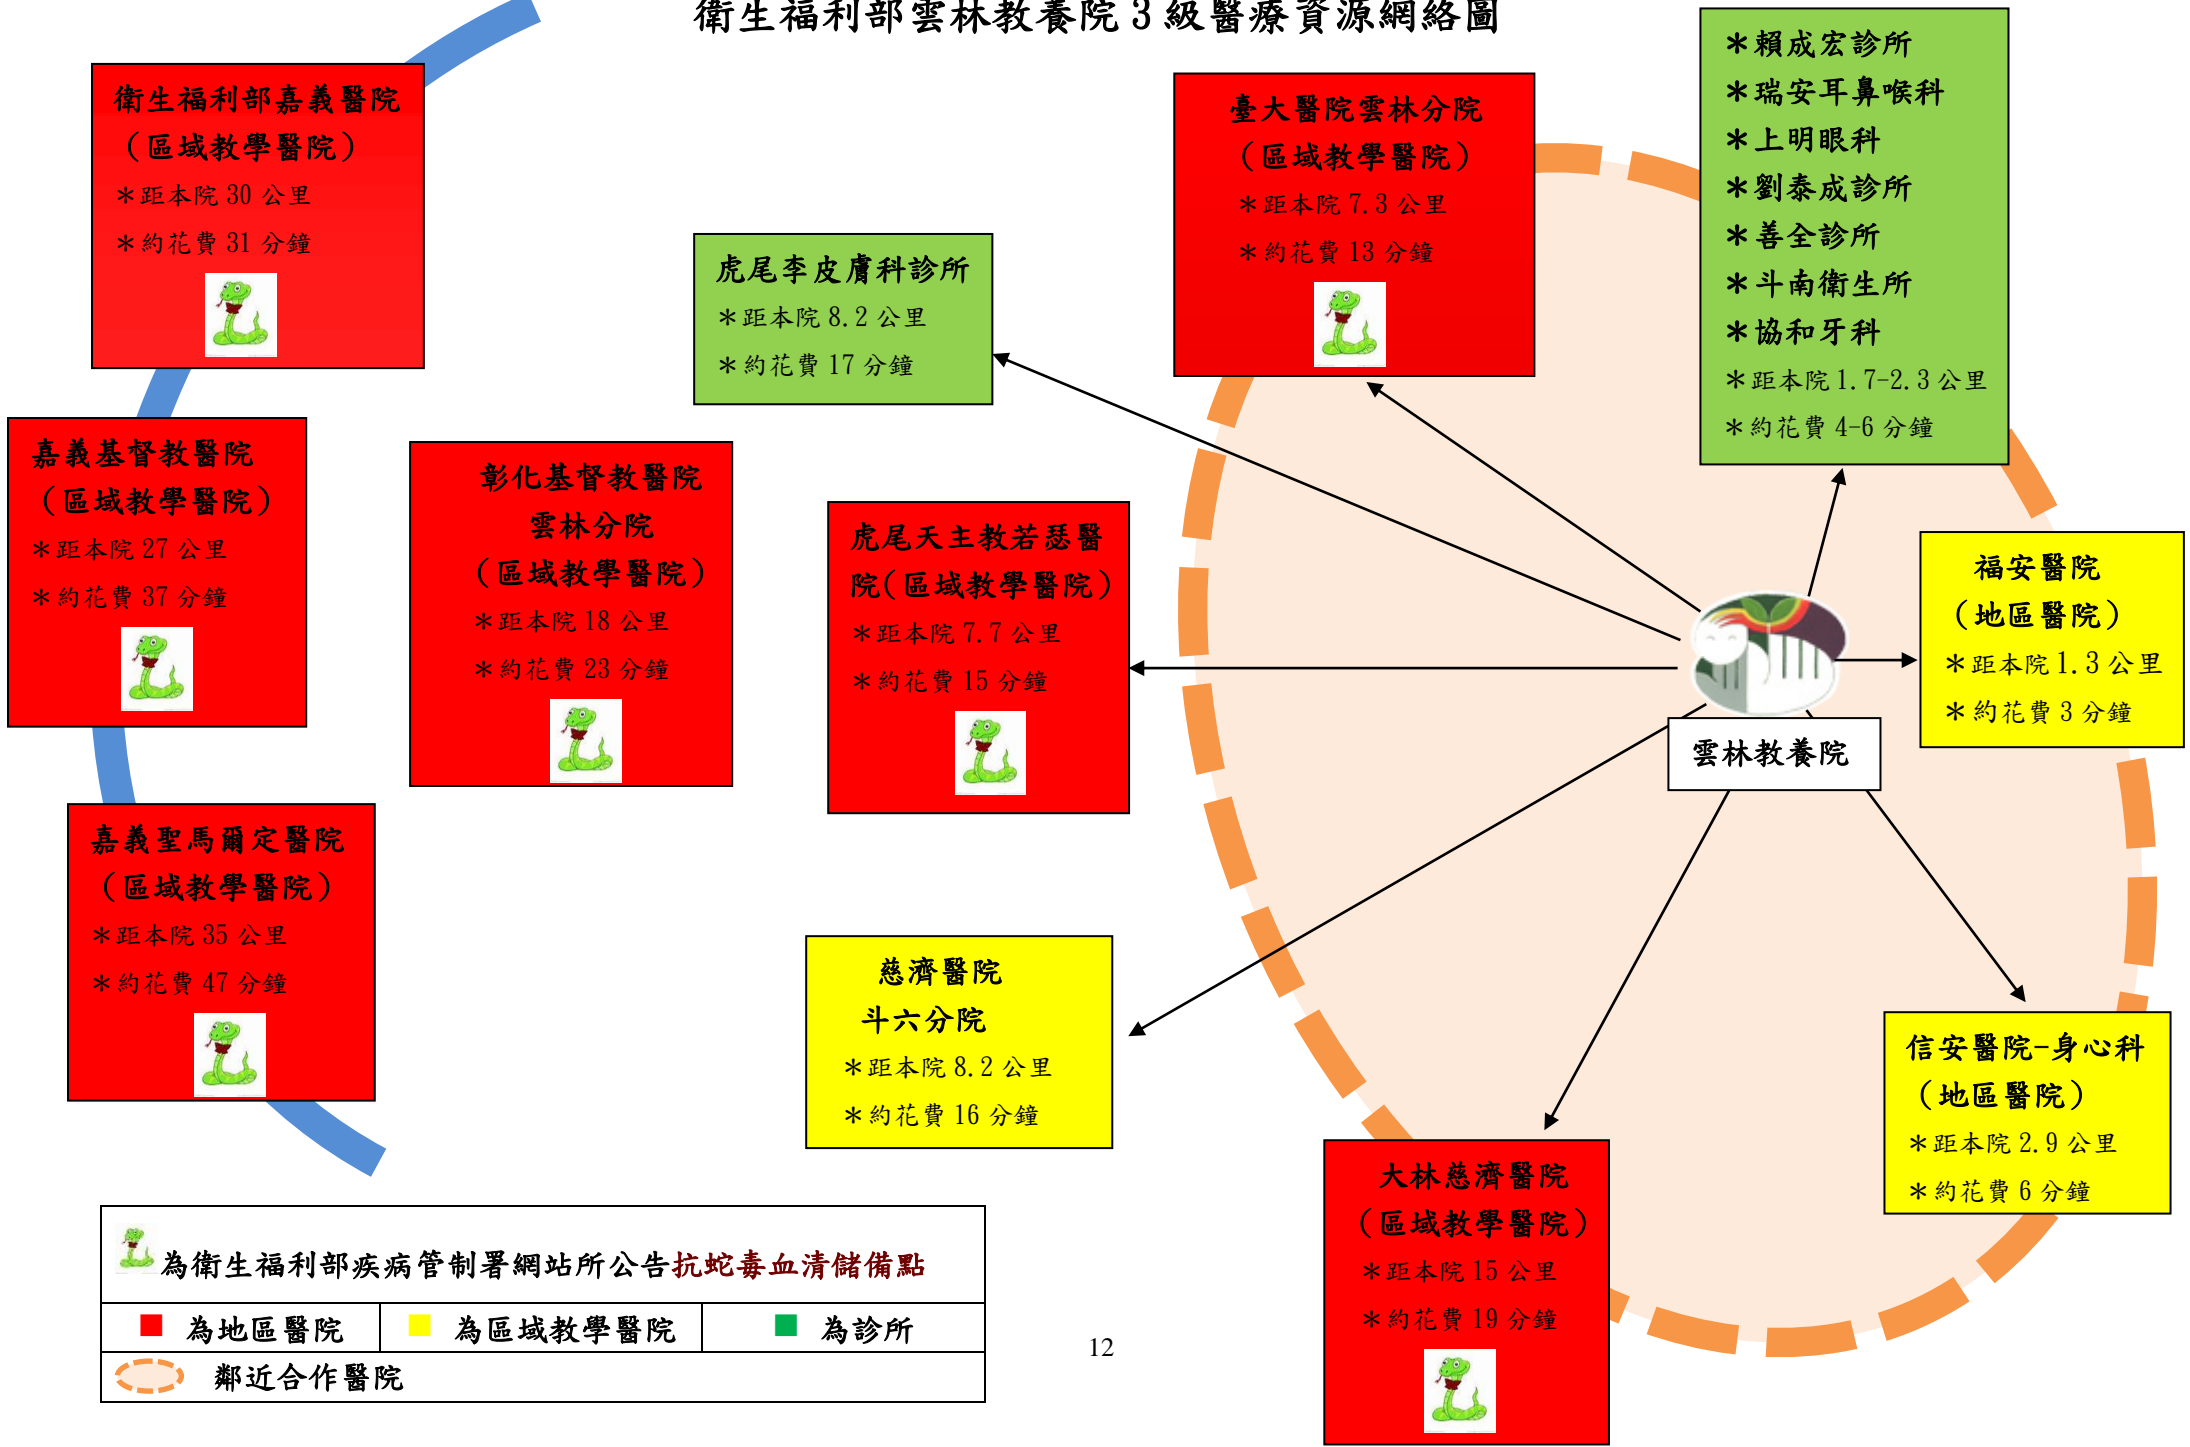 衛生福利部雲林教養院3級醫療資源網絡圖
衛生福利部嘉義醫院
（區域教學醫院）
＊距本院 30 公里
＊約花費 31 分鐘
嘉義基督教醫院
（區域教學醫院）
＊距本院 27 公里
＊約花費 37 分鐘
嘉義聖馬爾定醫院
（區域教學醫院）
＊距本院 35 公里
＊約花費 47 分鐘
彰化基督教醫院
雲林分院
（區域教學醫院）
＊距本院 18 公里
＊約花費 23 分鐘
虎尾李皮膚科診所
＊距本院 8.2 公里
＊約花費 17 分鐘
虎尾天主教若瑟醫
院(區域教學醫院)
＊距本院 7.7 公里
＊約花費 15 分鐘
慈濟醫院
斗六分院
＊距本院 8.2 公里
＊約花費 16 分鐘
臺大醫院雲林分院
（區域教學醫院）
＊距本院 7.3 公里
＊約花費 13 分鐘
＊賴成宏診所
＊瑞安耳鼻喉科
＊上明眼科
＊劉泰成診所
＊善全診所
＊斗南衛生所
＊協和牙科
＊距本院 1.7-2.3 公里
＊約花費 4-6 分鐘
福安醫院
（地區醫院）
＊距本院 1.3 公里
＊約花費 3 分鐘
雲林教養院
信安醫院-身心科
（地區醫院）
＊距本院 2.9 公里
＊約花費 6 分鐘
大林慈濟醫院
（區域教學醫院）
＊距本院 15 公里
＊約花費 19 分鐘
為衛生福利部疾病管制署網站所公告抗蛇毒血清儲備點
為地區醫院
為區域教學醫院
為診所
鄰近合作醫院
12